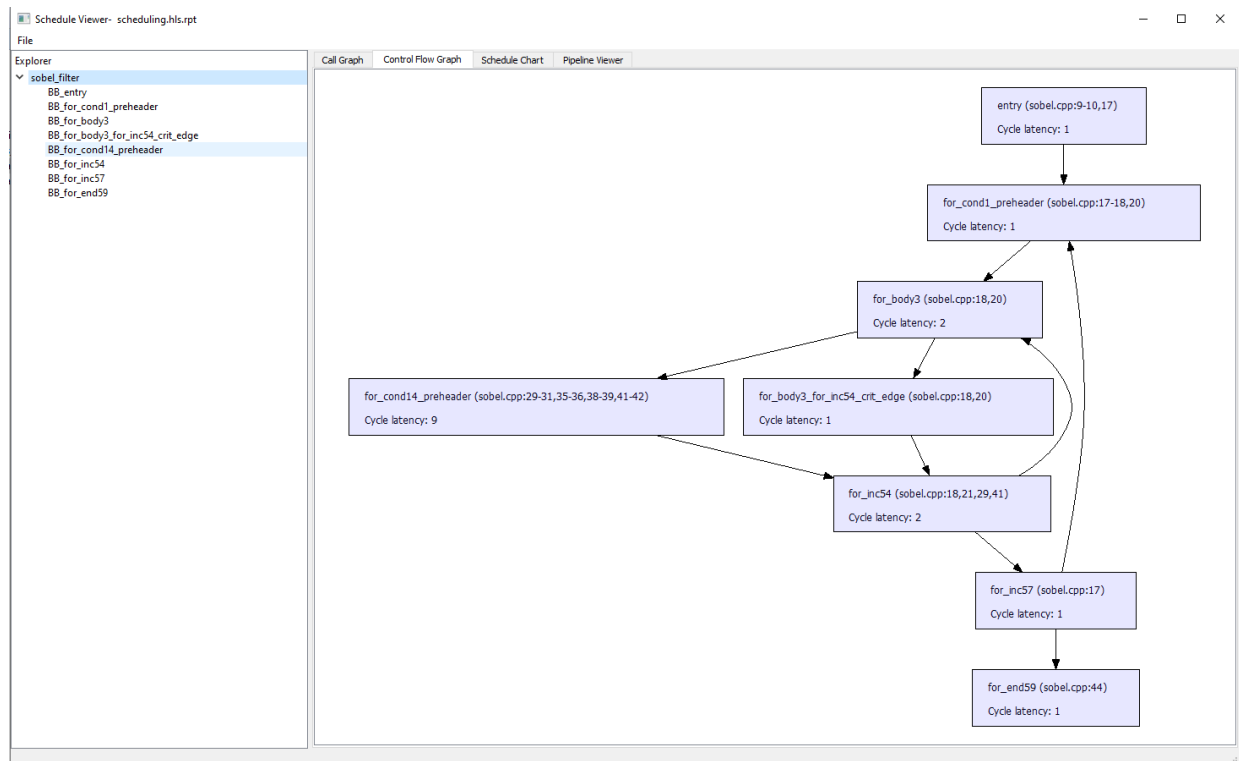 Schedule Viewer- scheduling.hls.rpt
File
Explorer
sobel_filter
BB_entry
BB_for_cond1_preheader
BB_for_body3
BB_for_body3_for_inc54_crit_edge
BB_for_cond14_preheader
BB_for_inc54
BB_for_inc57
BB_for_end59
Call Graph Control Flow Graph Schedule Chart Pipeline Viewer
entry (sobel.cpp:9-10,17)
Cycle latency: 1
for_cond1_preheader (sobel.cpp:17-18,20)
Cycle latency: 1
for_body3 (sobel.cpp:18,20)
Cycle latency: 2
for_cond14_preheader (sobel.cpp:29-31,35-36,38-39,41-42)
Cycle latency: 9
for_body3_for_inc54_crit_edge (sobel.cpp:18,20)
Cycle latency: 1
for_inc54 (sobel.cpp:18,21,29,41)
Cycle latency: 2
for_inc57 (sobel.cpp:17)
Cycle latency: 1
for_end59 (sobel.cpp:44)
Cycle latency: 1